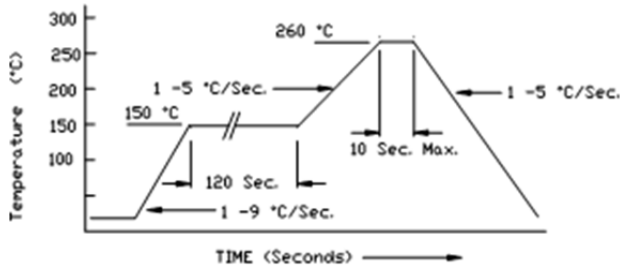 Temperature (°C)
300
250
200
150
100
260 °C
1 -5 °C/Sec.
150 °C
1 -5 °C/Sec.
10 Sec. Max.
120 Sec.
1 -9 °C/Sec.
TIME (Seconds)